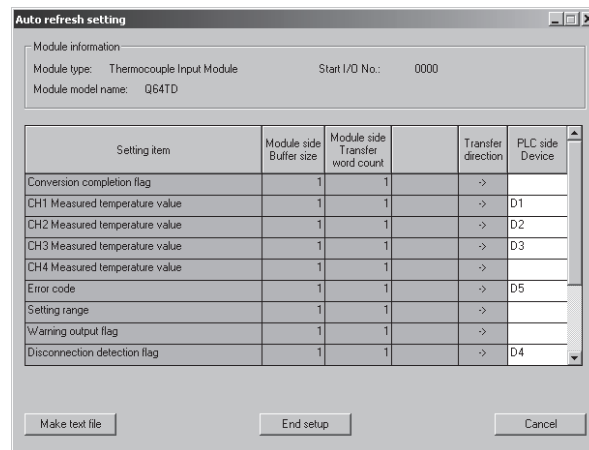 Auto refresh setting
Module information
Module type: Thermocouple Input Module Start I/O No.: 0000
Module model name: Q64TD
Setting item Module side Buffer size Module side Transfer word count Transfer direction PLC side Device
Conversion completion flag 1 1 ->
CH1 Measured temperature value 1 1 -> D1
CH2 Measured temperature value 1 1 -> D2
CH3 Measured temperature value 1 1 -> D3
CH4 Measured temperature value 1 1 ->
Error code 1 1 -> D5
Setting range 1 1 ->
Warning output flag 1 1 ->
Disconnection detection flag 1 1 -> D4
Make text file End setup Cancel